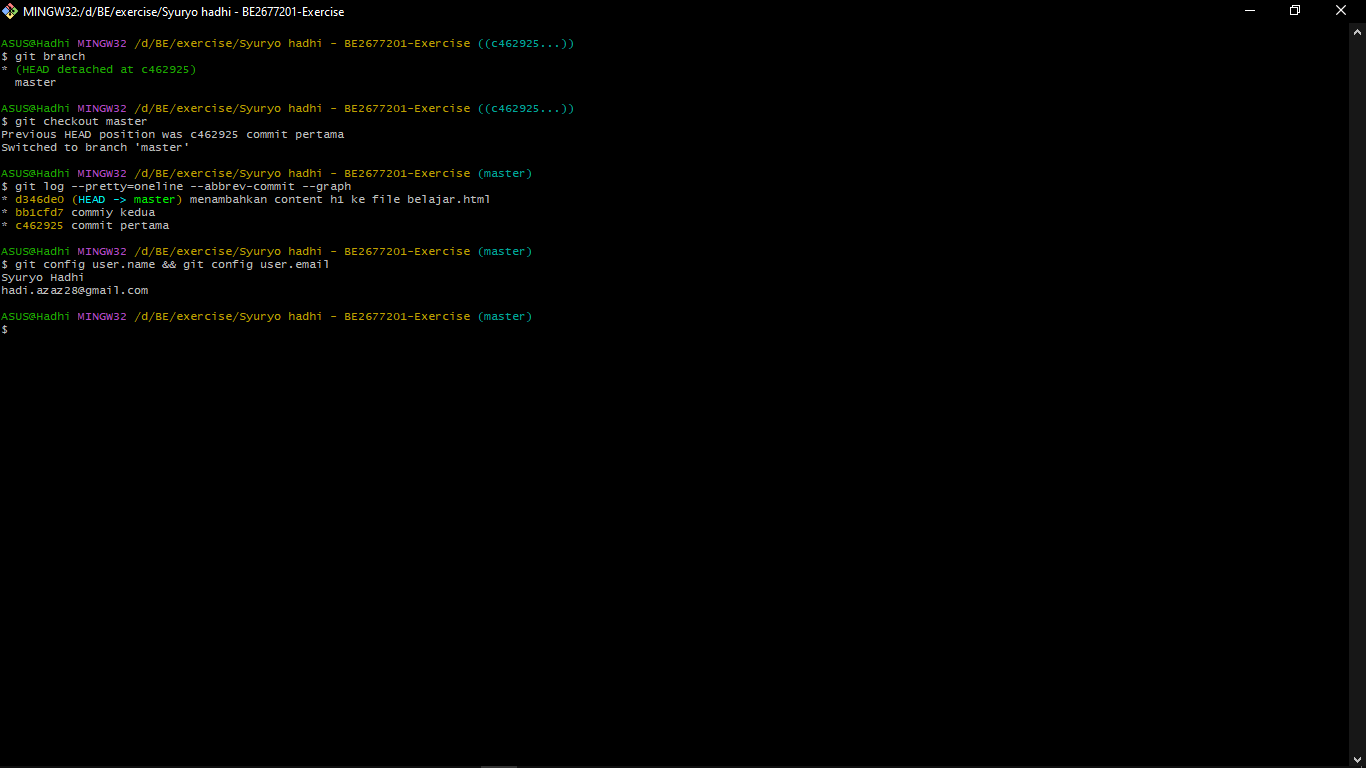 MINGW32:/d/BE/exercise/Syuryo hadhi - BE2677201-Exercise
ASUS@Hadhi MINGW32 /d/BE/exercise/Syuryo hadhi - BE2677201-Exercise ((c462925...))
$ git branch
* (HEAD detached at c462925)
  master
ASUS@Hadhi MINGW32 /d/BE/exercise/Syuryo hadhi - BE2677201-Exercise ((c462925...))
$ git checkout master
Previous HEAD position was c462925 commit pertama
Switched to branch 'master'
ASUS@Hadhi MINGW32 /d/BE/exercise/Syuryo hadhi - BE2677201-Exercise (master)
$ git log --pretty=oneline --abbrev-commit --graph
* d346de0 (HEAD -> master) menambahkan content h1 ke file belajar.html
* bb1cfd7 commiy kedua
* c462925 commit pertama
ASUS@Hadhi MINGW32 /d/BE/exercise/Syuryo hadhi - BE2677201-Exercise (master)
$ git config user.name && git config user.email
Syuryo Hadhi
hadi.azaz28@gmail.com
ASUS@Hadhi MINGW32 /d/BE/exercise/Syuryo hadhi - BE2677201-Exercise (master)
$